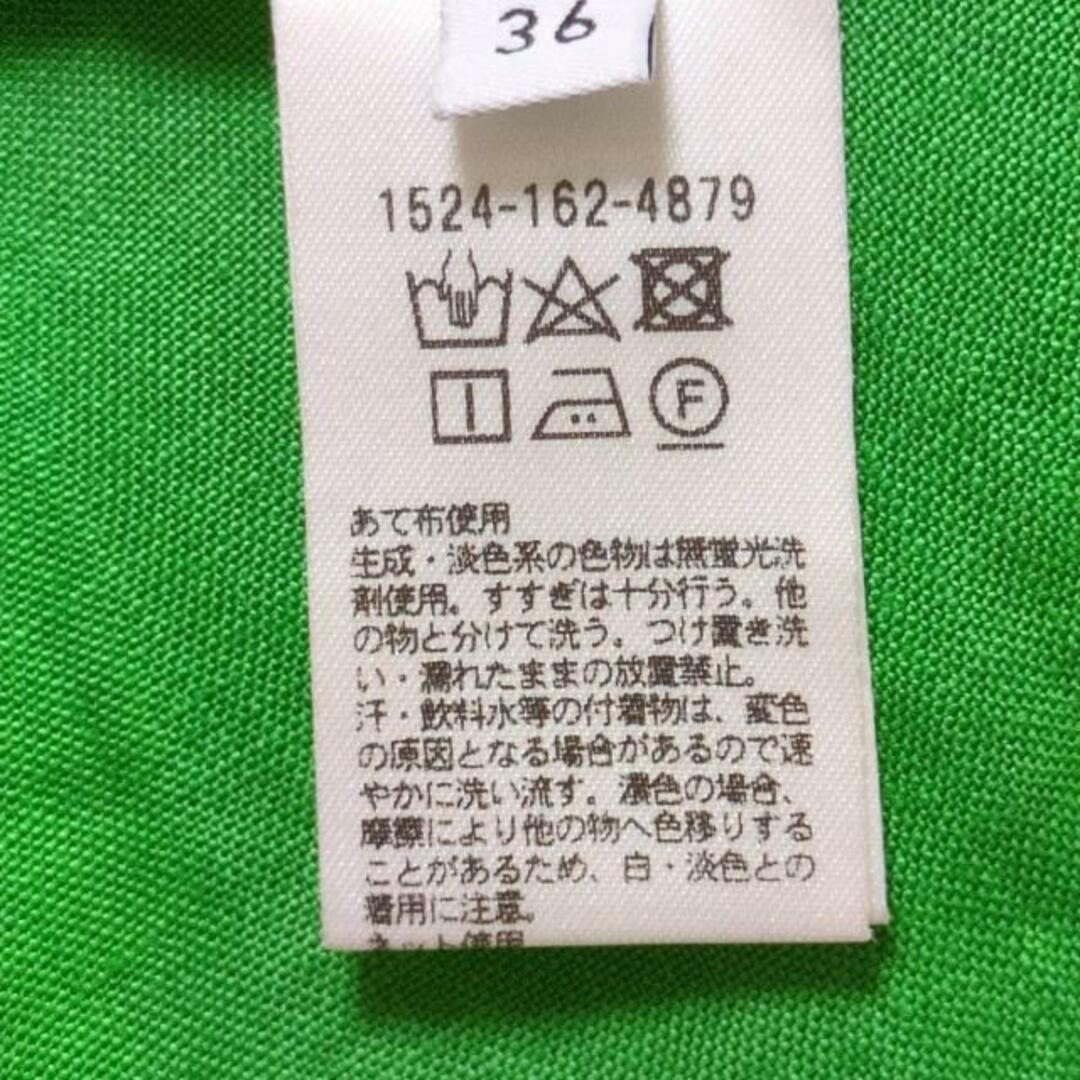 36
1524-162-4879
F
あて布使用
生成・淡色系の色物は無蛍光洗
剤使用。すすぎは十分行う。他
の物と分けて洗う。つけ置き洗
い・濡れたままの放置禁止。
汗・飲料水等の付着物は、変色
の原因となる場合があるので速
やかに洗い流す。濃色の場合、
摩擦により他の物へ色移りする
ことがあるため、白・淡色との
着用に注意。
ネット使用